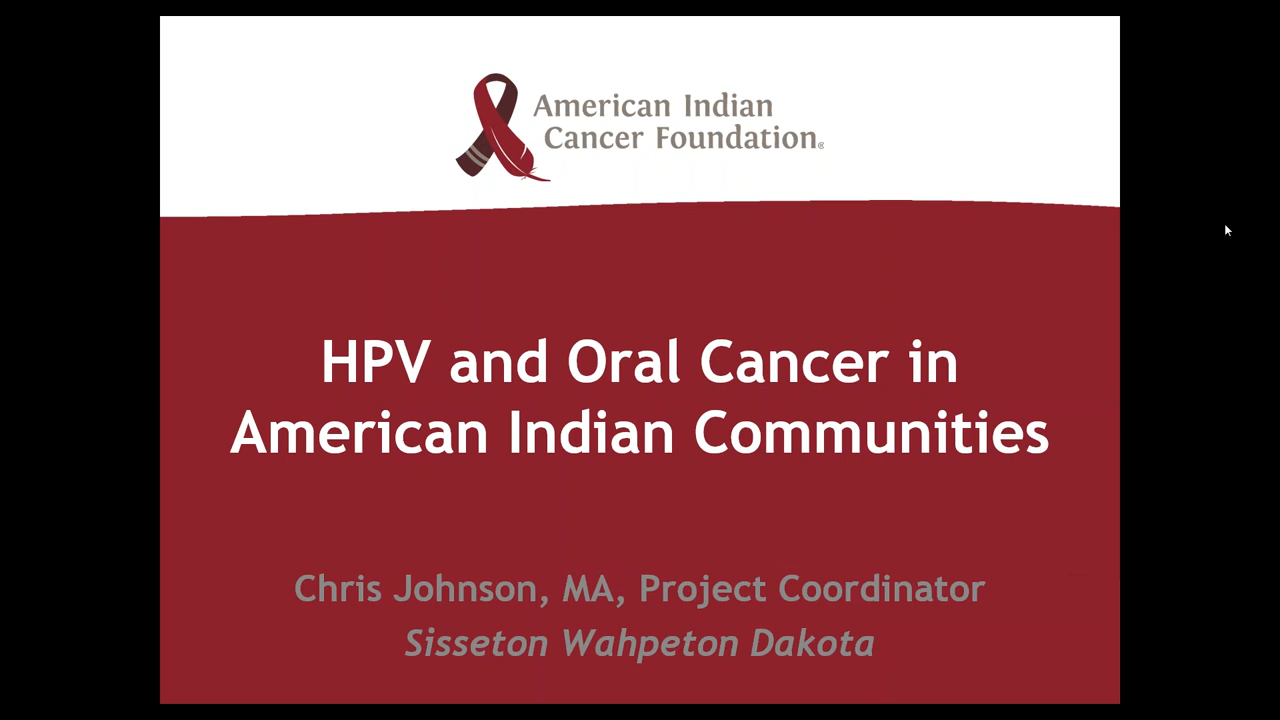 American Indian
Cancer Foundation®
HPV and Oral Cancer in
American Indian Communities
Chris Johnson, MA, Project Coordinator
Sisseton Wahpeton Dakota